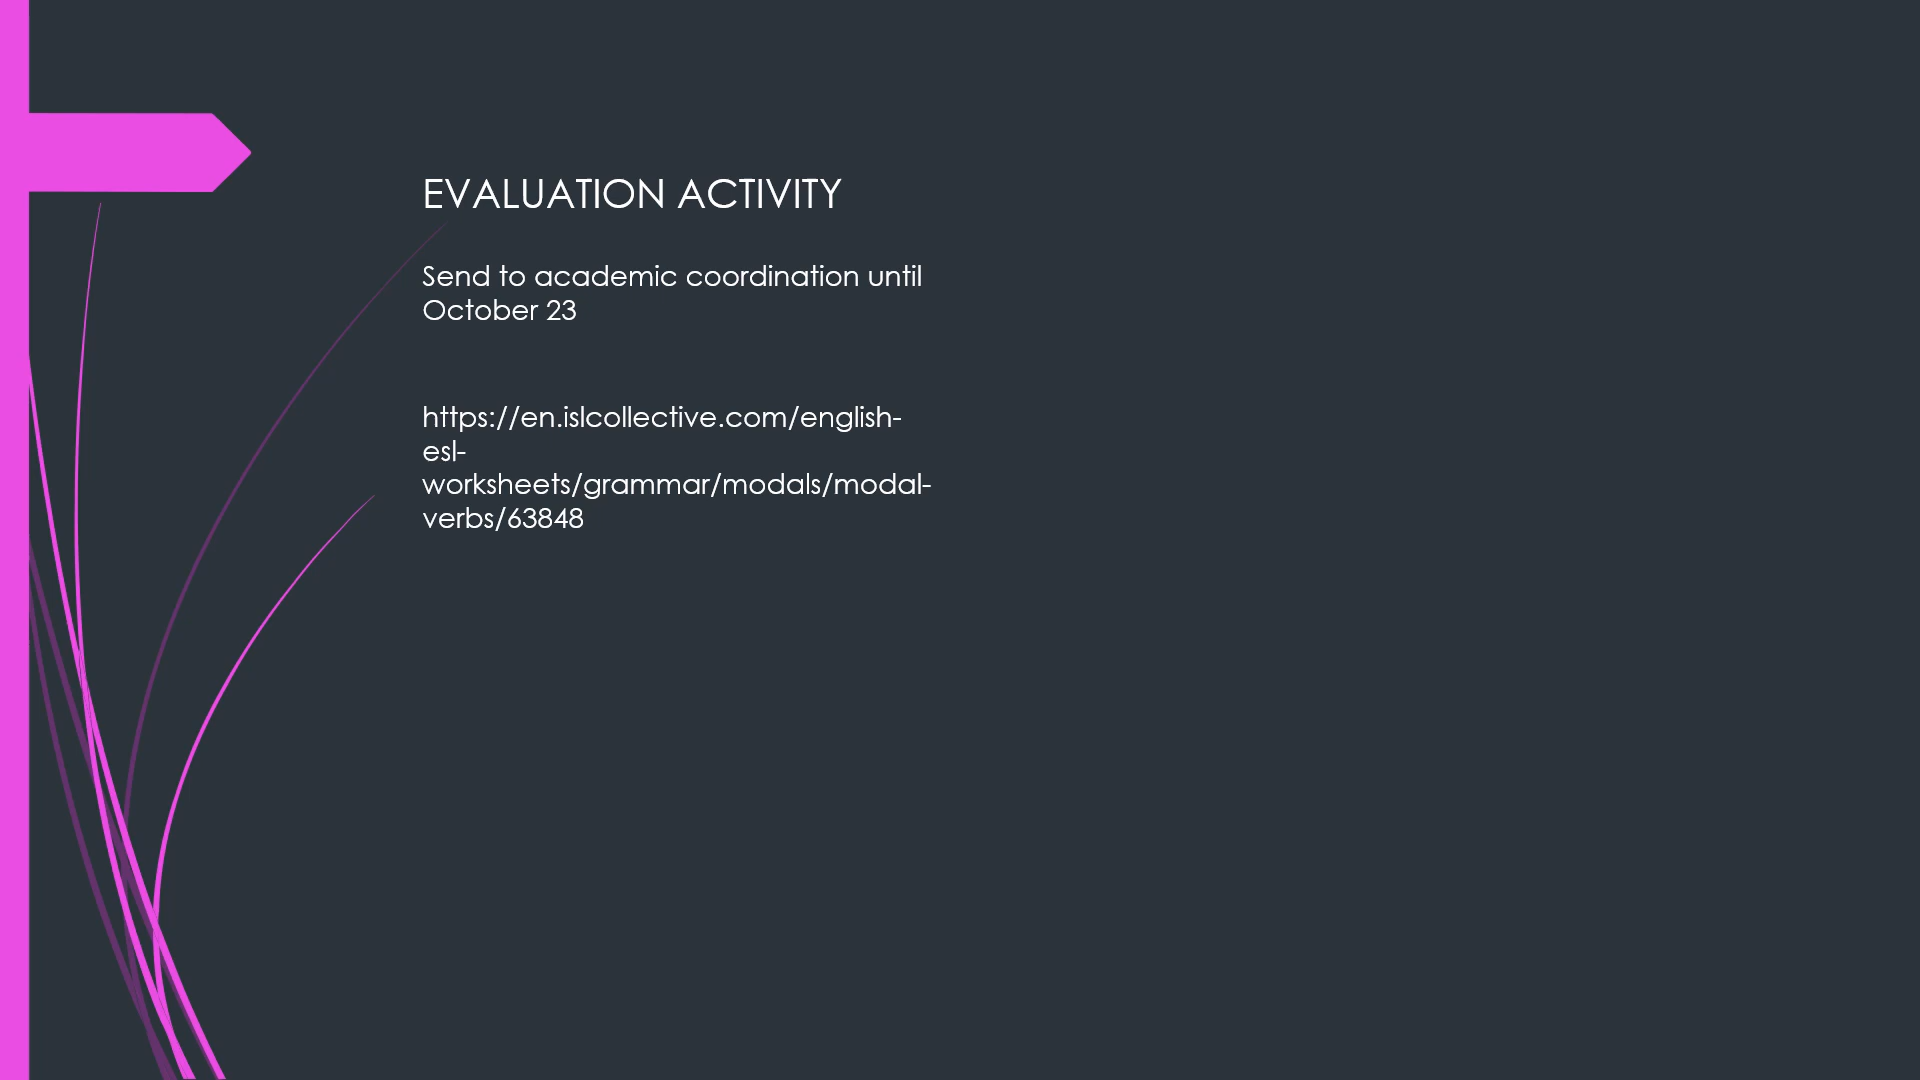 EVALUATION ACTIVITY
Send to academic coordination until
October 23
https://en.islcollective.com/english-
esl-
worksheets/grammar/modals/modal-
verbs/63848